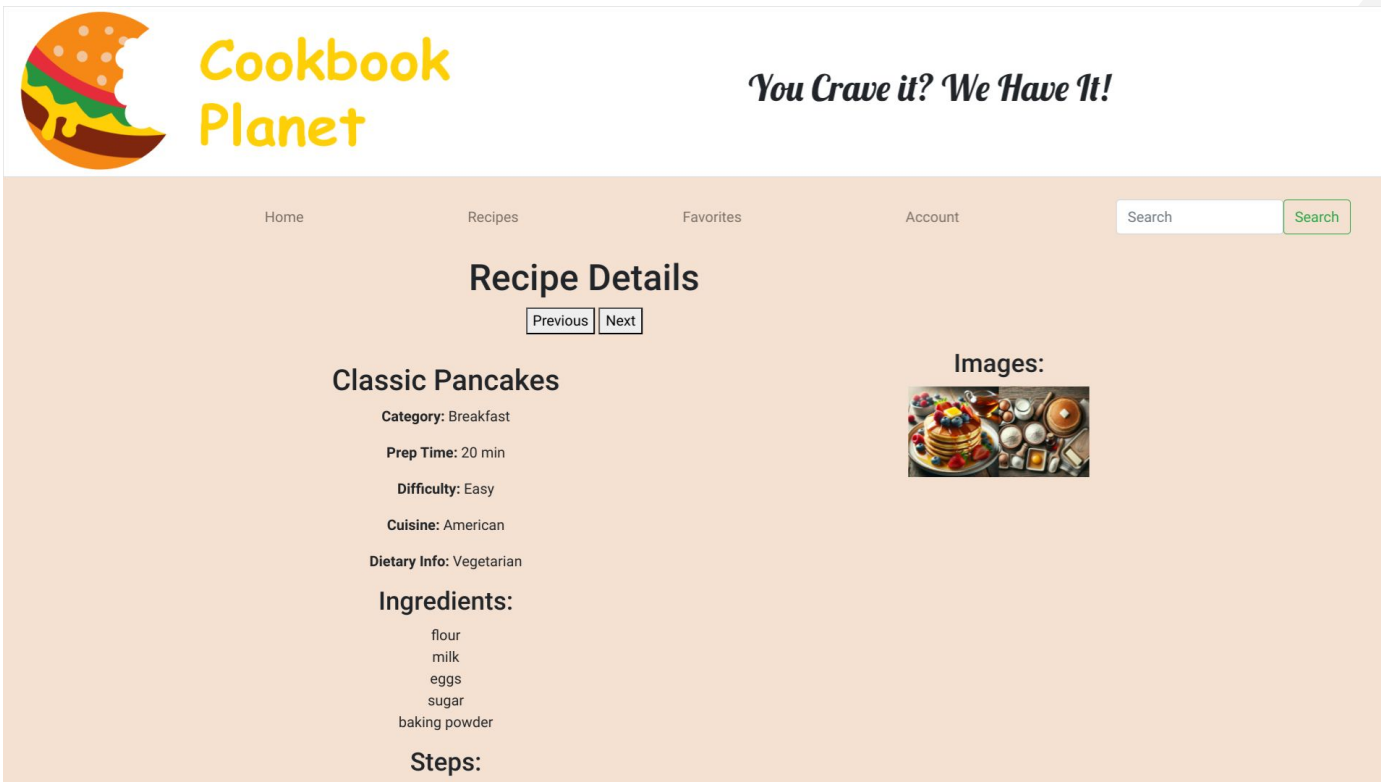 Cookbook
Planet
You Crave it? We Have It!
Home Recipes Favorites Account Search Search
Recipe Details
Previous Next
Classic Pancakes
Category: Breakfast
Prep Time: 20 min
Difficulty: Easy
Cuisine: American
Dietary Info: Vegetarian
Ingredients:
flour
milk
eggs
sugar
baking powder
Steps:
Images: